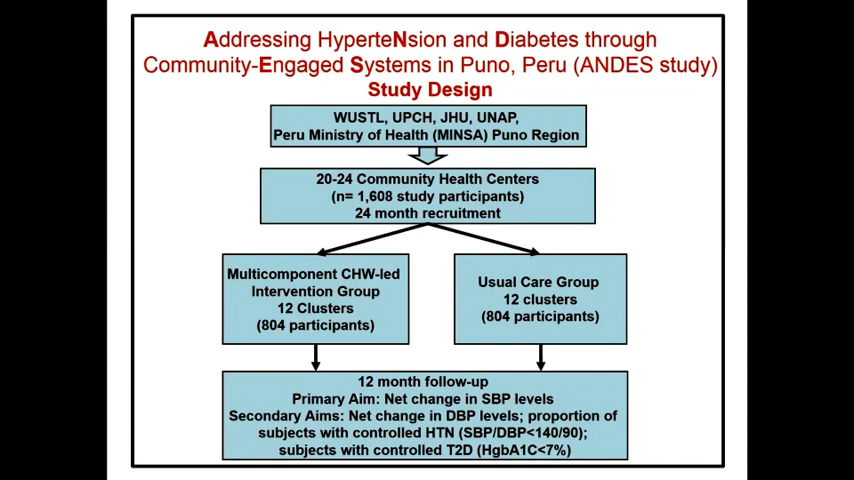 Addressing HyperteNsion and Diabetes through
Community-Engaged Systems in Puno, Peru (ANDES study)
Study Design
WUSTL, UPCH, JHU, UNAP,
Peru Ministry of Health (MINSA) Puno Region
20-24 Community Health Centers
(n= 1,608 study participants)
24 month recruitment
Multicomponent CHW-led
Intervention Group
12 Clusters
(804 participants)
Usual Care Group
12 clusters
(804 participants)
12 month follow-up
Primary Aim: Net change in SBP levels
Secondary Aims: Net change in DBP levels; proportion of
subjects with controlled HTN (SBP/DBP<140/90);
subjects with controlled T2D (HgbA1C<7%)